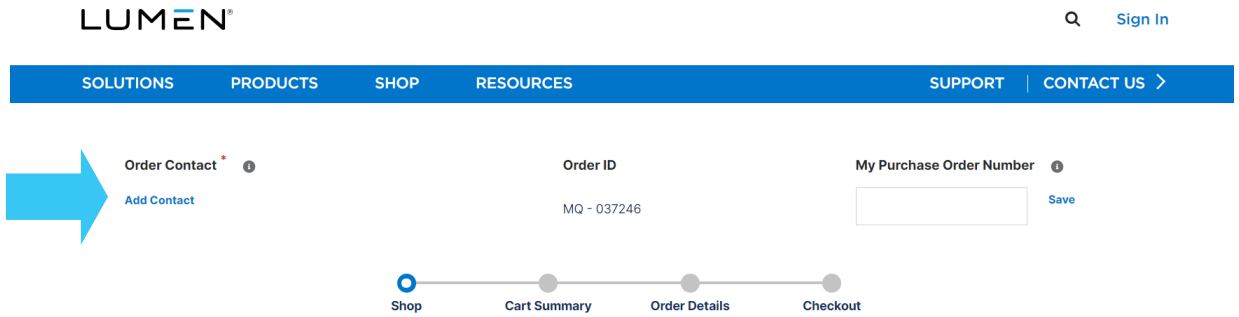 LUMEN®
Sign In
SOLUTIONS PRODUCTS SHOP RESOURCES SUPPORT | CONTACT US >
Order Contact * i Order ID My Purchase Order Number i
Add Contact MQ - 037246 Save
Shop Cart Summary Order Details Checkout